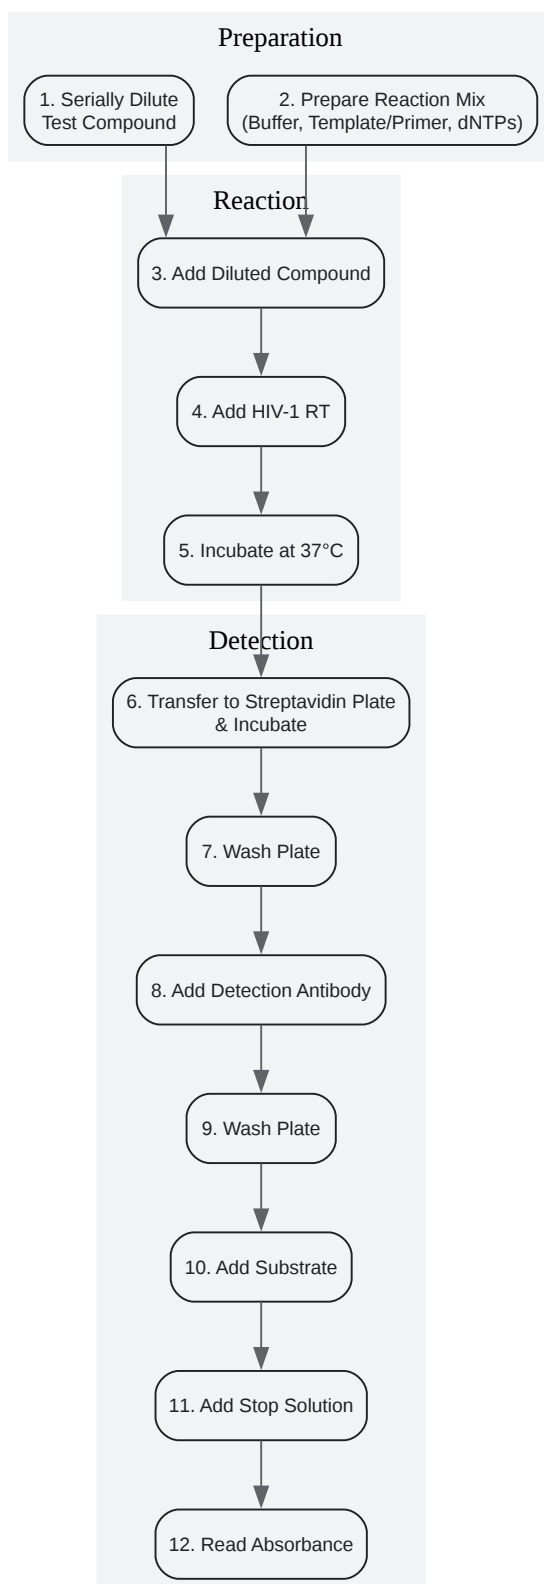 Preparation
1. Serially Dilute
Test Compound
2. Prepare Reaction Mix
(Buffer, Template/Primer, dNTPs)
Reaction
3. Add Diluted Compound
4. Add HIV-1 RT
5. Incubate at 37°C
Detection
6. Transfer to Streptavidin Plate
& Incubate
7. Wash Plate
8. Add Detection Antibody
9. Wash Plate
10. Add Substrate
11. Add Stop Solution
12. Read Absorbance